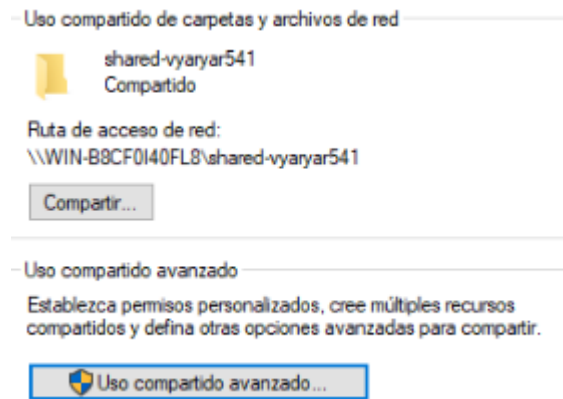 Uso compartido de carpetas y archivos de red
shared-vyaryar541
Compartido
Ruta de acceso de red:
\\WIN-B8CF0I40FL8\shared-vyaryar541
Compartir...
Uso compartido avanzado
Establezca permisos personalizados, cree múltiples recursos
compartidos y defina otras opciones avanzadas para compartir.
Uso compartido avanzado...